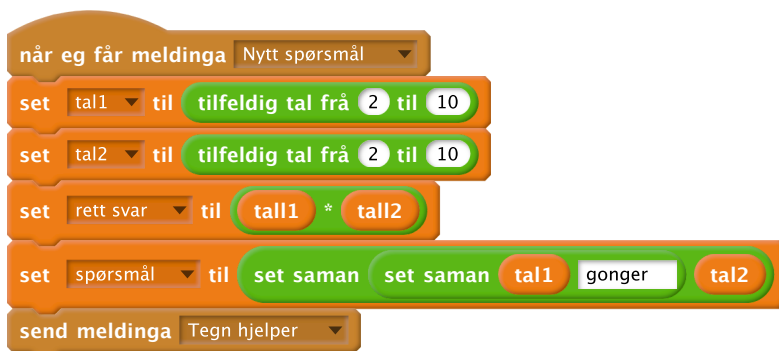 når eg får meldinga Nytt spørsmål
set tal1 til tilfeldig tal frå 2 til 10
set tal2 til tilfeldig tal frå 2 til 10
set rett svar til tall1 * tall2
set spørsmål til set saman set saman tal1 gonger tal2
send meldinga Tegn hjelper